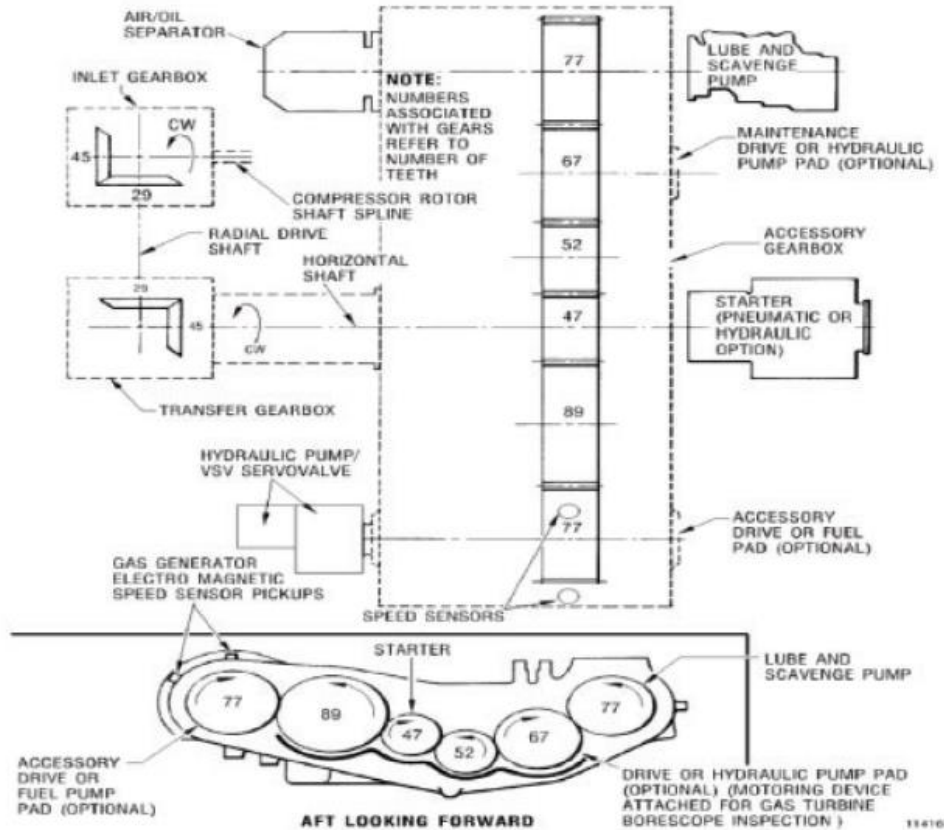 AIR/OIL
SEPARATOR
77
LUBE AND
SCAVENGE
PUMP
INLET GEARBOX
NOTE:
NUMBERS
ASSOCIATED
WITH GEARS
REFER TO
NUMBER OF
TEETH
CW
45
29
67
MAINTENANCE
DRIVE OR HYDRAULIC
PUMP PAD (OPTIONAL)
COMPRESSOR ROTOR
SHAFT SPLINE
RADIAL DRIVE
SHAFT
HORIZONTAL
SHAFT
52
ACCESSORY
GEARBOX
29
45
CW
47
STARTER
(PNEUMATIC OR
HYDRAULIC
OPTION)
TRANSFER GEARBOX
89
HYDRAULIC PUMP/
VSV SERVOVALVE
77
ACCESSORY
DRIVE OR FUEL
PAD (OPTIONAL)
GAS GENERATOR
ELECTRO MAGNETIC
SPEED SENSOR PICKUPS
SPEED SENSORS
STARTER
LUBE AND
SCAVENGE PUMP
77
89
47
52
67
77
ACCESSORY
DRIVE OR
FUEL PUMP
PAD (OPTIONAL)
DRIVE OR HYDRAULIC PUMP PAD
(OPTIONAL) (MOTORING DEVICE
ATTACHED FOR GAS TURBINE
BORESCOPE INSPECTION )
AFT LOOKING FORWARD
11416